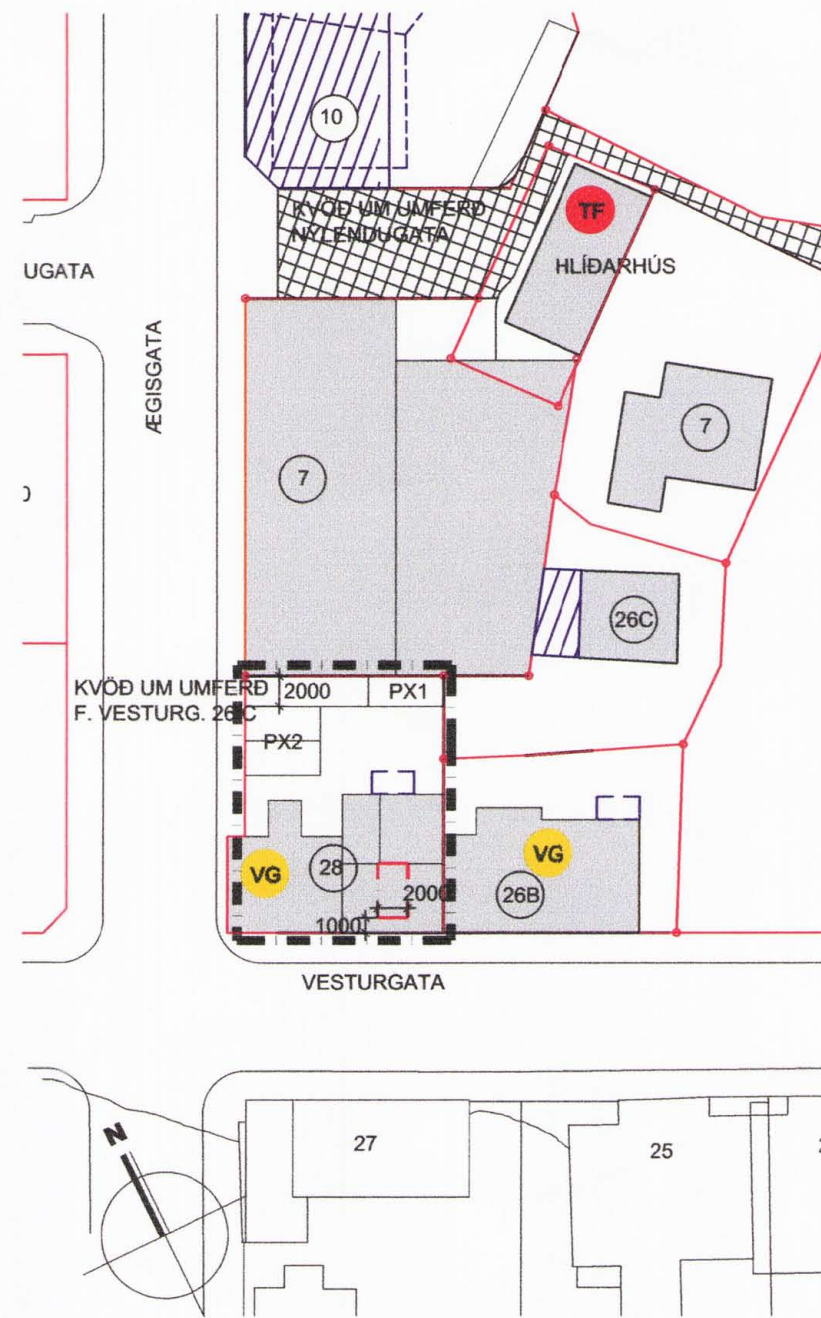 10
KVÖÐ UM UMFERÐ
NÝLENDUGATA
TF
HLÍÐARHÚS
UGATA
ÆGISGATA
7
7
26C
KVÖÐ UM UMFERÐ
F. VESTURG. 26 C
2000
PX1
PX2
VG
28
2000
1000
VG
26B
VESTURGATA
N
27
25